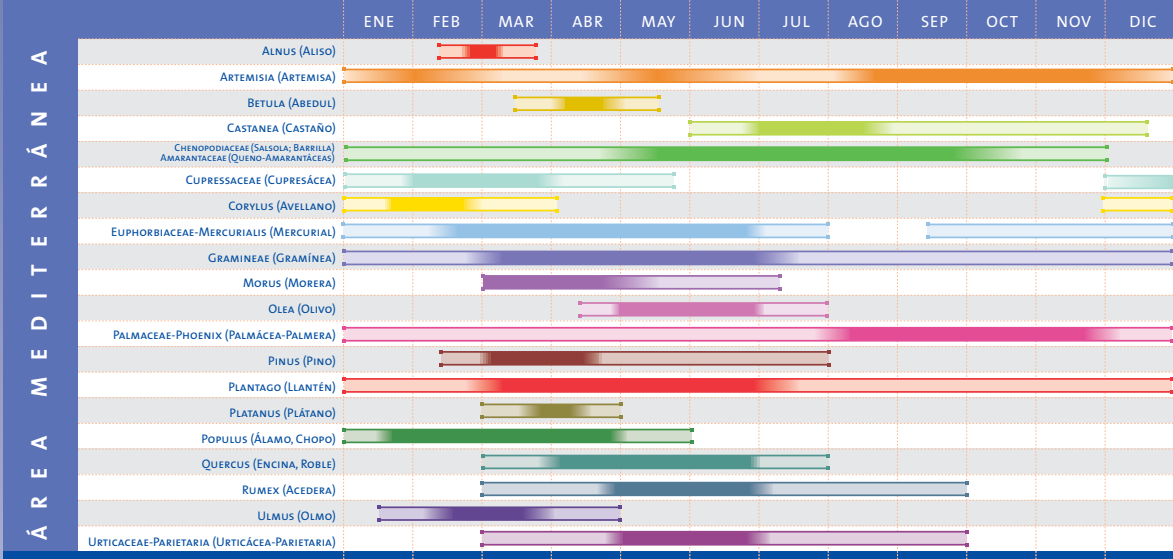 ENE FEB MAR ABR MAY JUN JUL AGO SEP OCT NOV DIC
ÁREA MEDITERRÁNEA
ALNUS (ALISO)
ARTEMISIA (ARTEMISA)
BETULA (ABEDUL)
CASTANEA (CASTAÑO)
CHENOPODIACEAE (SALSOLA; BARRILLA)
AMARANTACEAE (QUENO-AMARANTÁCEAS)
CUPRESSACEAE (CUPRESÁCEA)
CORYLUS (AVELLANO)
EUPHORBIACEAE-MERCURIALIS (MERCURIAL)
GRAMINEAE (GRAMÍNEA)
MORUS (MORERA)
OLEA (OLIVO)
PALMACEAE-PHOENIX (PALMÁCEA-PALMERA)
PINUS (PINO)
PLANTAGO (LLANTÉN)
PLATANUS (PLÁTANO)
POPULUS (ÁLAMO, CHOPO)
QUERCUS (ENCINA, ROBLE)
RUMEX (ACEDERA)
ULMUS (OLMO)
URTICACEAE-PARIETARIA (URTICÁCEA-PARIETARIA)